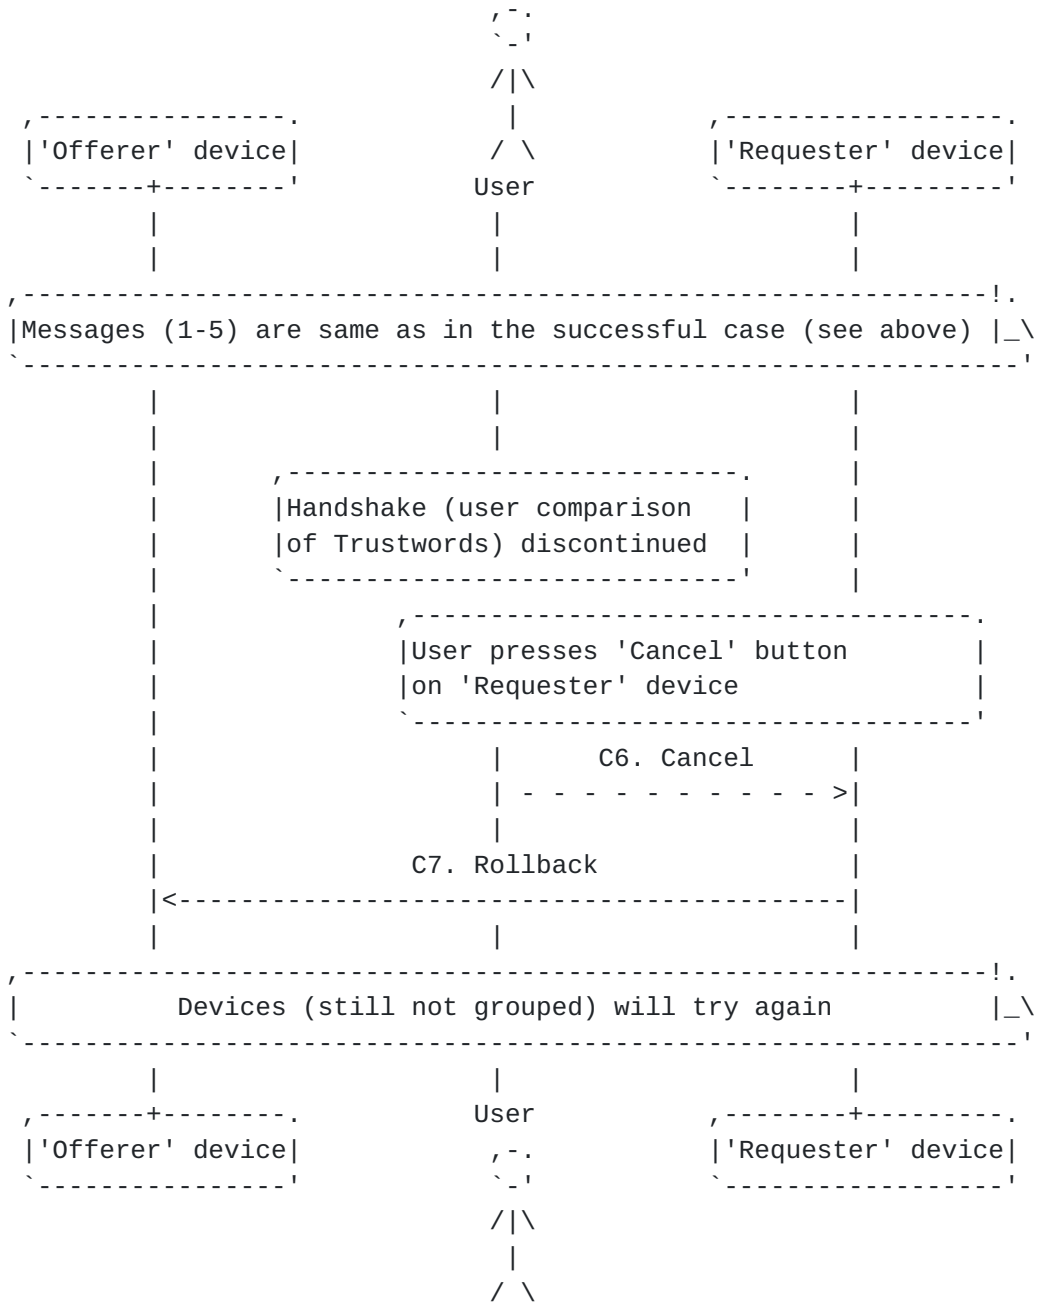 'Offerer' device
'Requester' device
User
Messages (1-5) are same as in the successful case (see above)
Handshake (user comparison
of Trustwords) discontinued
User presses 'Cancel' button
on 'Requester' device
C6. Cancel
C7. Rollback
Devices (still not grouped) will try again
User
'Offerer' device
'Requester' device